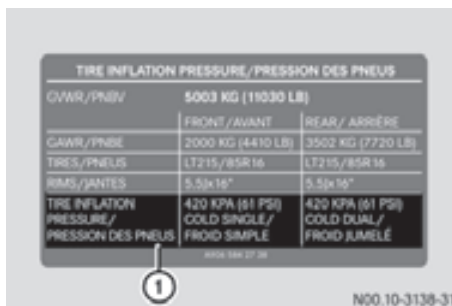 TIRE INFLATION PRESSURE/PRESSION DES PNEUS
GVWR/PNBV 5003 KG (11030 LB)
FRONT/AVANT REAR/ ARRIÈRE
GAWR/PNBE 2000 KG (4410 LB) 3502 KG (7720 LB)
TIRES/PNEUS LT215/85R16 LT215/85R16
RIMS/JANTES 5.5Jx16" 5.5Jx16"
TIRE INFLATION 420 KPA (61 PSI) 420 KPA (61 PSI)
PRESSURE/ COLD SINGLE/ COLD DUAL/
PRESSION DES PNEUS FROID SIMPLE FROID JUMELÉ
1
N00.10-3138-31